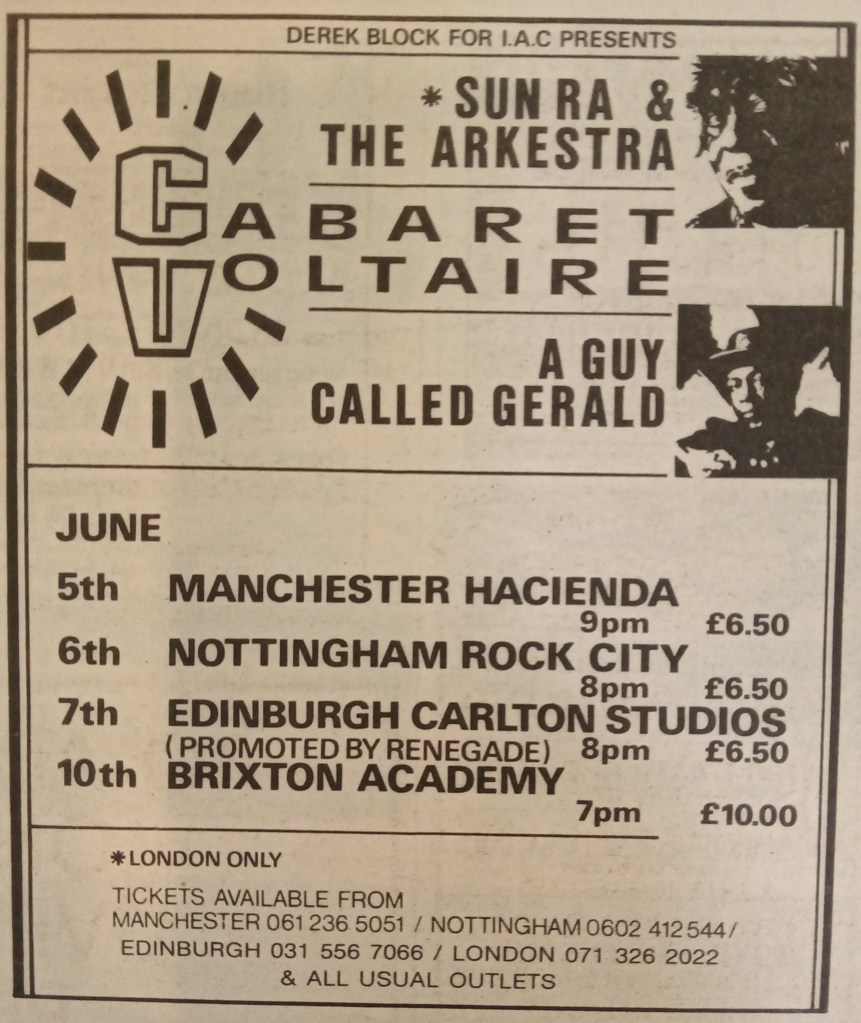 DEREK BLOCK FOR I.A.C PRESENTS
* SUN RA &
THE ARKESTRA
CABARET
VOLTAIRE
A GUY
CALLED GERALD
JUNE
5th MANCHESTER HACIENDA
9pm £6.50
6th NOTTINGHAM ROCK CITY
8pm £6.50
7th EDINBURGH CARLTON STUDIOS
(PROMOTED BY RENEGADE) 8pm £6.50
10th BRIXTON ACADEMY
7pm £10.00
*LONDON ONLY
TICKETS AVAILABLE FROM
MANCHESTER 061 236 5051 / NOTTINGHAM 0602 412544/
EDINBURGH 031 556 7066 / LONDON 071 326 2022
& ALL USUAL OUTLETS